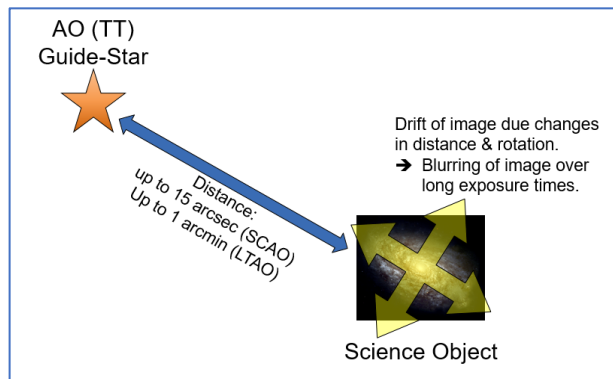 AO (TT)
Guide-Star
Drift of image due changes
in distance & rotation.
➔ Blurring of image over
long exposure times.
Distance:
up to 15 arcsec (SCAO)
Up to 1 arcmin (LTAO)
Science Object